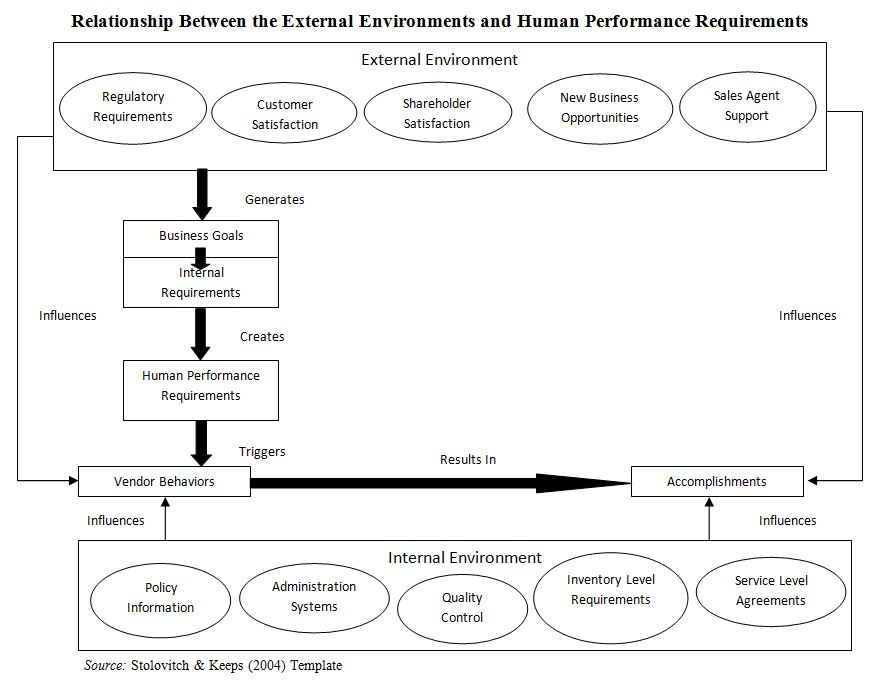 Relationship Between the External Environments and Human Performance Requirements
External Environment
Regulatory
Requirements
Customer
Satisfaction
Shareholder
Satisfaction
New Business
Opportunities
Sales Agent
Support
Generates
Business Goals
Internal
Requirements
Influences
Influences
Creates
Human Performance
Requirements
Triggers
Results In
Vendor Behaviors
Accomplishments
Influences
Influences
Internal Environment
Policy
Information
Administration
Systems
Quality
Control
Inventory Level
Requirements
Service Level
Agreements
Source: Stolovitch & Keeps (2004) Template